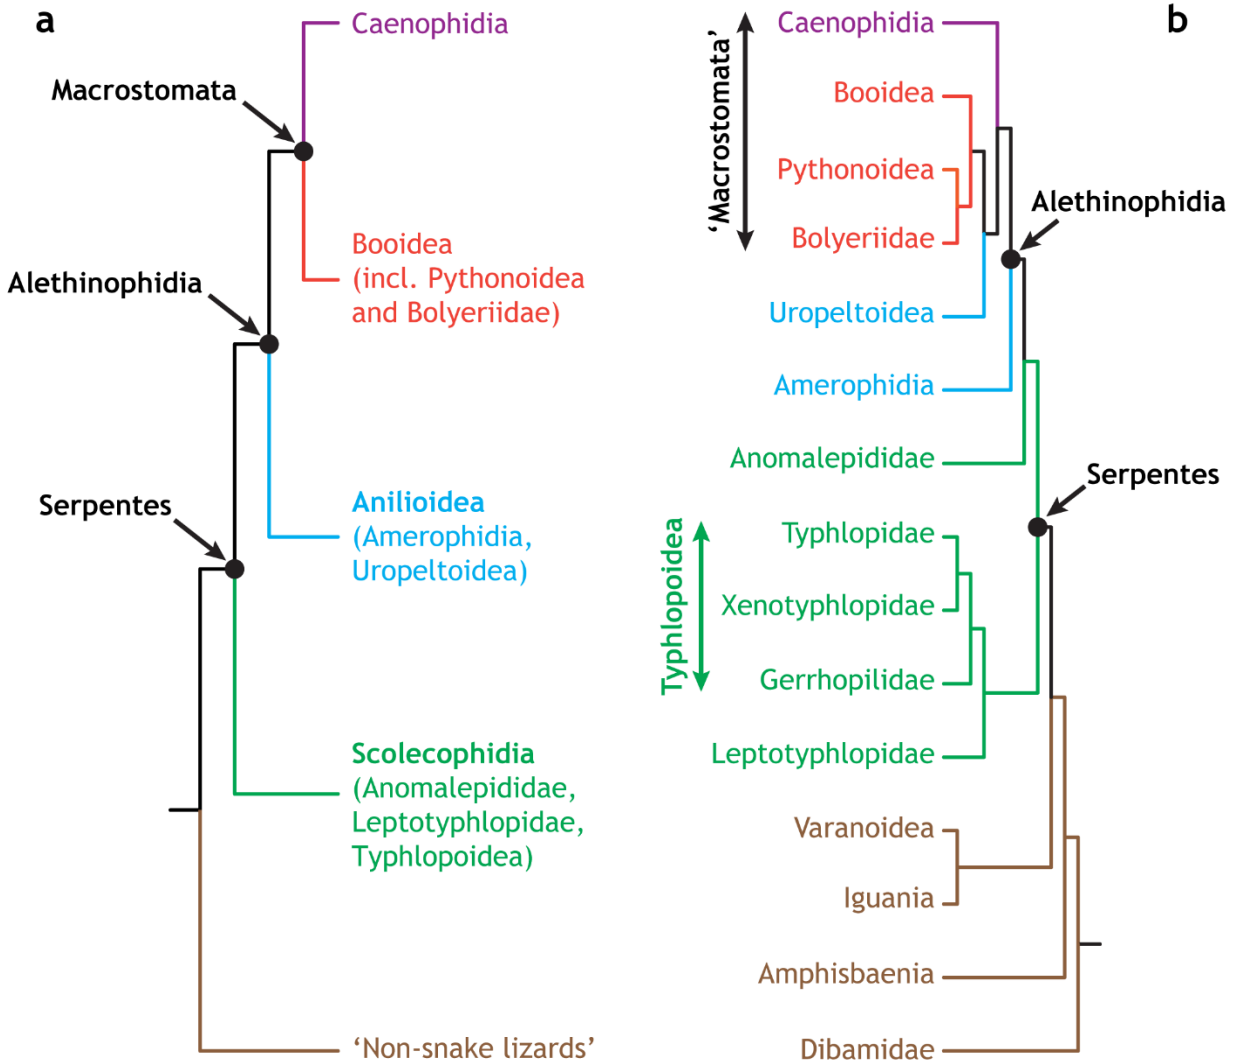 a
Caenophidia
Macrostomata
Booidea
(incl. Pythonoidea
and Bolyeriidae)
Alethinophidia
Anilioidea
(Amerophidia,
Uropeltoidea)
Serpentes
Scolecophidia
(Anomalepididae,
Leptotyphlopidae,
Typhlopoidea)
‘Non-snake lizards’
b
‘Macrostomata’
Caenophidia
Booidea
Pythonoidea
Bolyeriidae
Alethinophidia
Uropeltoidea
Amerophidia
Anomalepididae
Serpentes
Typhlopoidea
Typhlopidae
Xenotyphlopidae
Gerrhopilidae
Leptotyphlopidae
Varanoidea
Iguania
Amphisbaenia
Dibamidae